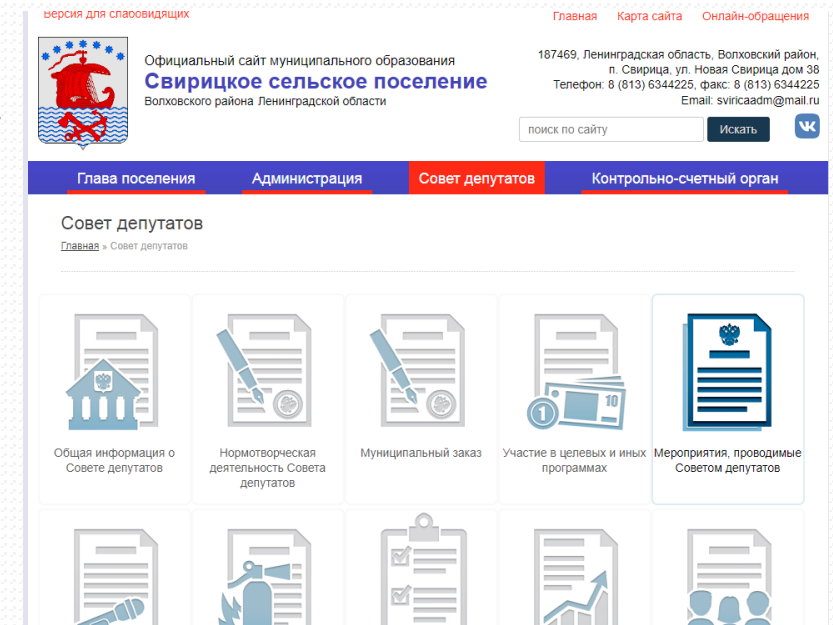 Версия для слабовидящих
Главная Карта сайта Онлайн-обращения
Официальный сайт муниципального образования
Свирицкое сельское поселение
Волховского района Ленинградской области
187469, Ленинградская область, Волховский район,
п. Свирица, ул. Новая Свирица дом 38
Телефон: 8 (813) 6344225, факс: 8 (813) 6344225
Email: sviricaadm@mail.ru
поиск по сайту
Искать
Глава поселения Администрация Совет депутатов Контрольно-счетный орган
Совет депутатов
Главная » Совет депутатов
10
1
Общая информация о
Совете депутатов
Нормотворческая
деятельность Совета
депутатов
Муниципальный заказ
Участие в целевых и иных
программах
Мероприятия, проводимые
Советом депутатов